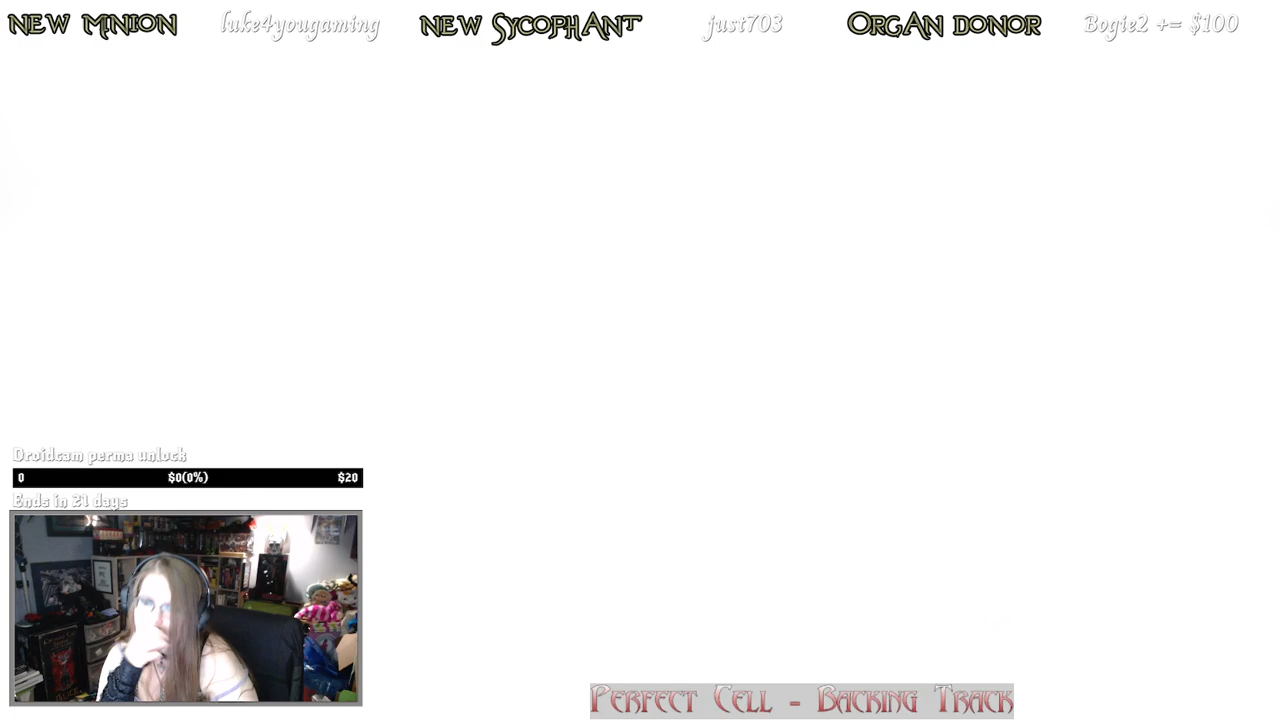 NEW MINION luke4yougaming NEW SYCOPHANT just703 ORGAN DONOR Bogie2 += $100
Droidcam perma unlock
0 $0(0%) $20
Ends in 21 days
PERFECT CELL - BACKING TRACK